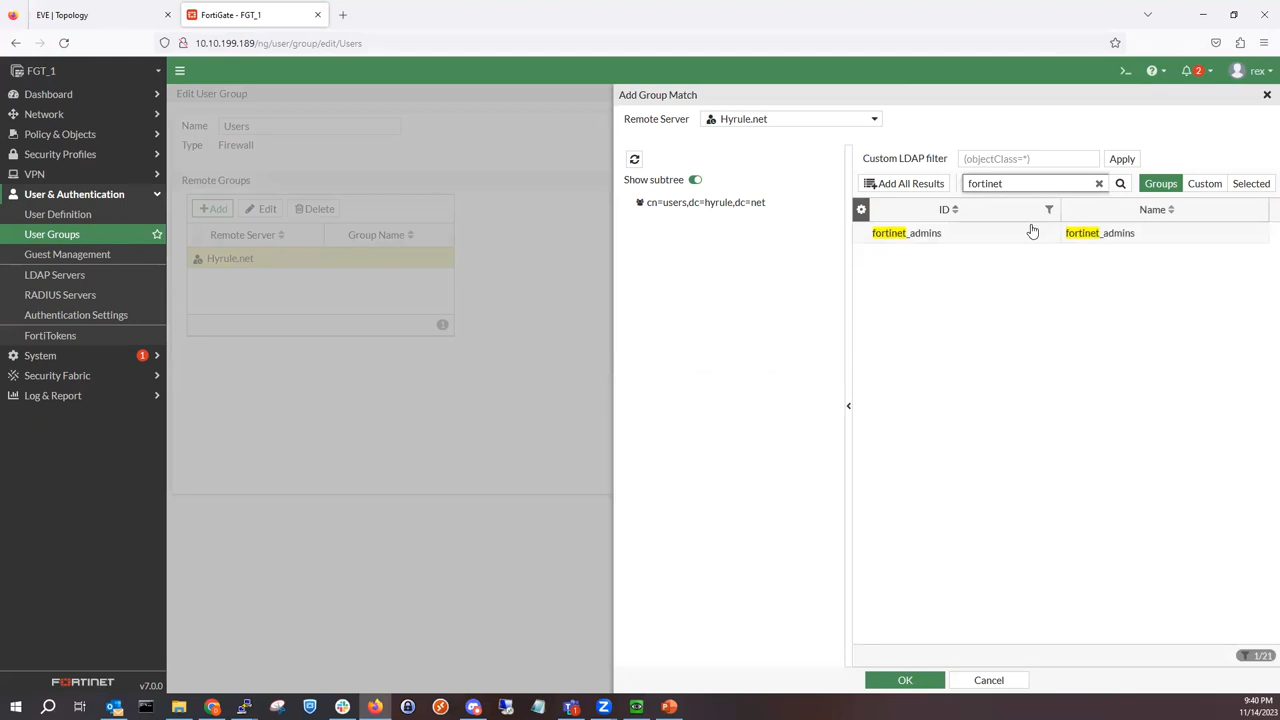 EVE | Topology
FortiGate - FGT_1
10.10.199.189/ng/user/group/edit/Users
FGT_1
2
rex
Dashboard
Network
Policy & Objects
Security Profiles
VPN
User & Authentication
User Definition
User Groups
Guest Management
LDAP Servers
RADIUS Servers
Authentication Settings
FortiTokens
System
1
Security Fabric
Log & Report
FORTINET
v7.0.0
Edit User Group
Name Users
Type Firewall
Remote Groups
+Add Edit Delete
Remote Server Group Name
Hyrule.net
1
Add Group Match
Remote Server Hyrule.net
Show subtree
cn=users,dc=hyrule,dc=net
Custom LDAP filter (objectClass=*) Apply
Add All Results fortinet Groups Custom Selected
ID Name
fortinet_admins fortinet_admins
1/21
OK Cancel
9:40 PM
11/14/2023